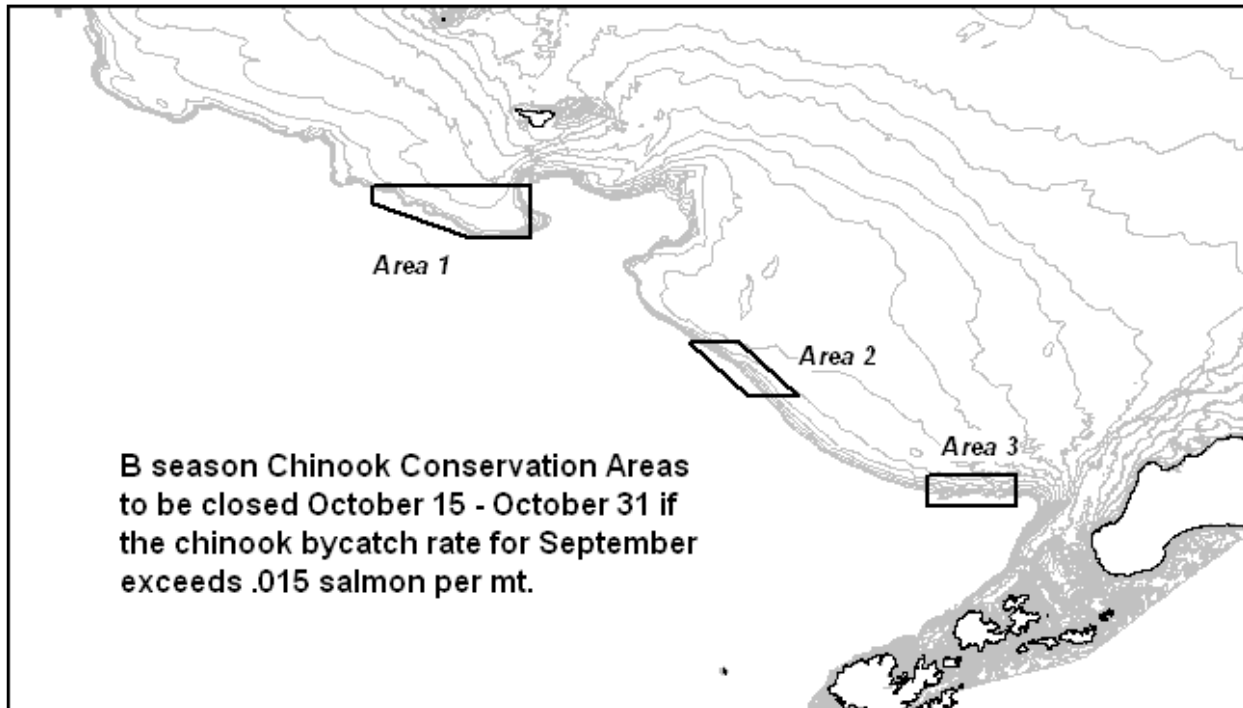 Area 1
Area 2
Area 3
B season Chinook Conservation Areas
to be closed October 15 - October 31 if
the chinook bycatch rate for September
exceeds .015 salmon per mt.